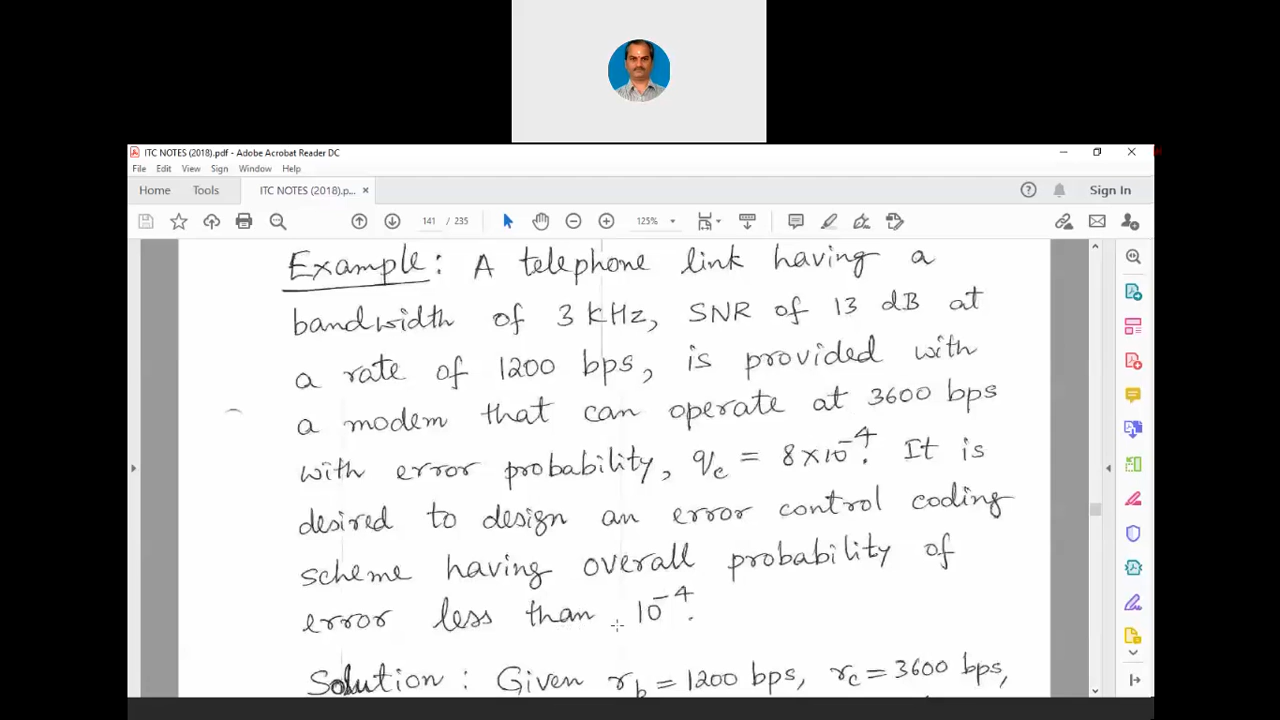 ITC NOTES (2018).pdf - Adobe Acrobat Reader DC
File Edit View Sign Window Help
Home Tools ITC NOTES (2018).p... × Sign In
141 / 235 125%
Example: A telephone link having a
bandwidth of 3 kHz, SNR of 13 dB at
a rate of 1200 bps, is provided with
a modem that can operate at 3600 bps
with error probability, qc = 8×10⁻⁴. It is
desired to design an error control coding
scheme having overall probability of
error less than 10⁻⁴.
Solution: Given rb = 1200 bps, rc = 3600 bps,